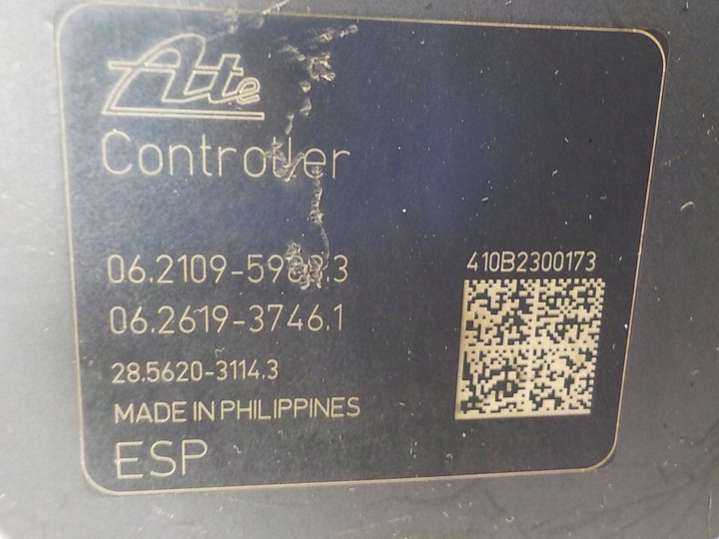 Ate
Controller
06.2619-3746.1
410B2300173
28.5620-3114.3
MADE IN PHILIPPINES
ESP